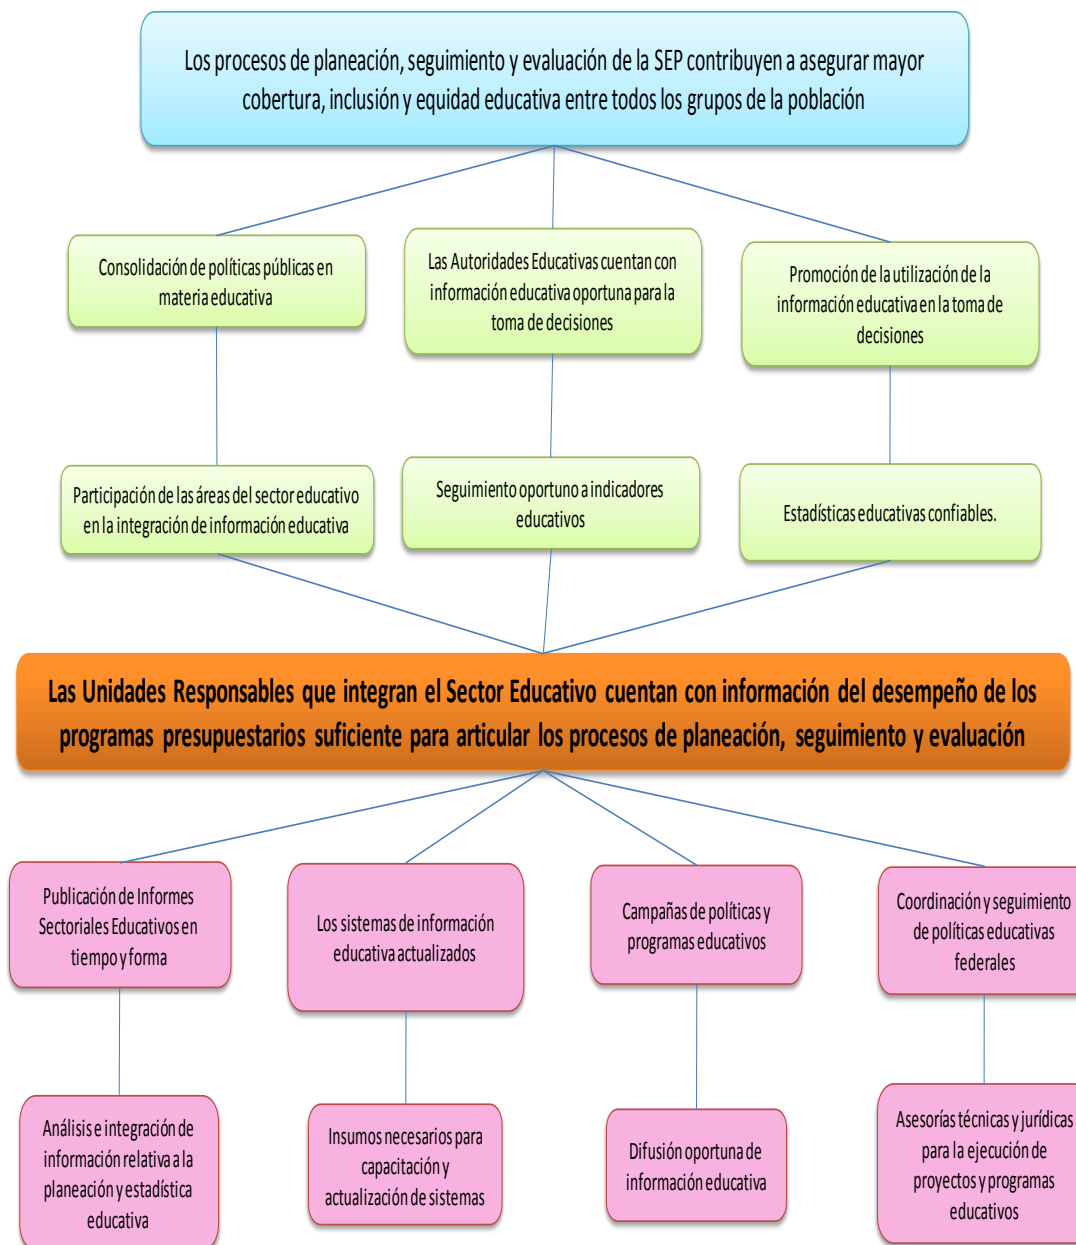 Los procesos de planeación, seguimiento y evaluación de la SEP contribuyen a asegurar mayor
cobertura, inclusión y equidad educativa entre todos los grupos de la población
Consolidación de políticas públicas en
materia educativa
Las Autoridades Educativas cuentan con
información educativa oportuna para la
toma de decisiones
Promoción de la utilización de la
información educativa en la toma de
decisiones
Participación de las áreas del sector educativo
en la integración de información educativa
Seguimiento oportuno a indicadores
educativos
Estadísticas educativas confiables.
Las Unidades Responsables que integran el Sector Educativo cuentan con información del desempeño de los
programas presupuestarios suficiente para articular los procesos de planeación, seguimiento y evaluación
Publicación de Informes
Sectoriales Educativos en
tiempo y forma
Los sistemas de información
educativa actualizados
Campañas de políticas y
programas educativos
Coordinación y seguimiento
de políticas educativas
federales
Análisis e integración de
información relativa a la
planeación y estadística
educativa
Insumos necesarios para
capacitación y
actualización de sistemas
Difusión oportuna de
información educativa
Asesorías técnicas y jurídicas
para la ejecución de
proyectos y programas
educativos